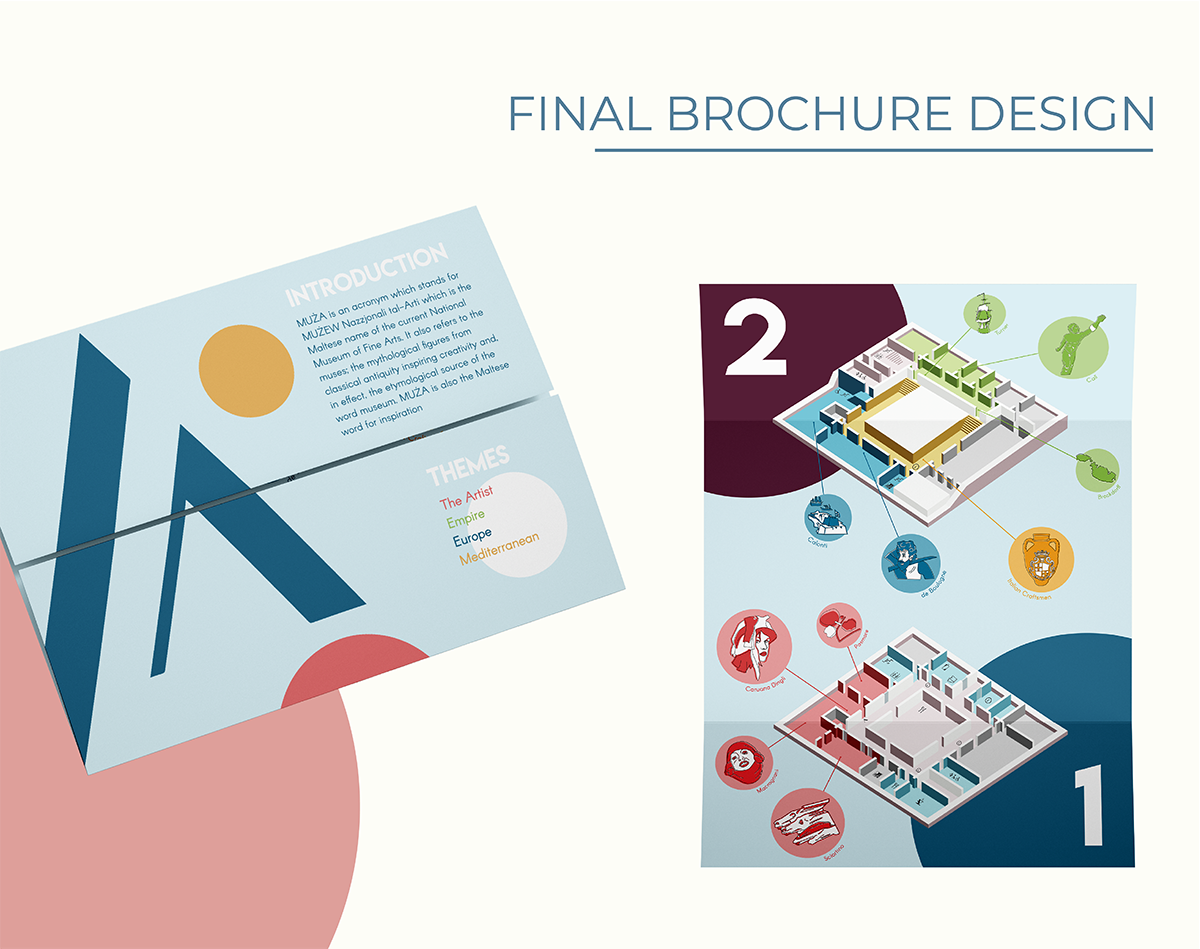 FINAL BROCHURE DESIGN
INTRODUCTION
MUŻA is an acronym which stands for
MUŻEW Nazzjonali tal-Arti which is the
Maltese name of the current National
Museum of Fine Arts. It also refers to the
muses; the mythological figures from
classical antiquity inspiring creativity and,
in effect, the etymological source of the
word museum. MUŻA is also the Maltese
word for inspiration
THEMES
The Artist
Empire
Europe
Mediterranean
2
Turner
Calì
Brockdorff
Calonti
de Boulogne
Italian Craftsmen
Caruana Dingli
Pasmore
Sciortino
1